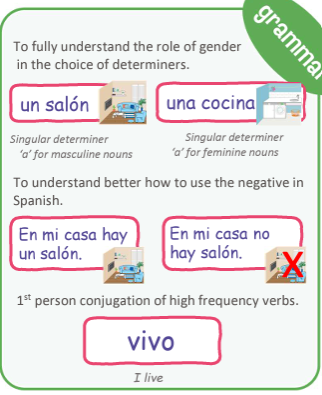 grammar
To fully understand the role of gender
in the choice of determiners.
un salón
una cocina
Singular determiner
'a' for masculine nouns
Singular determiner
'a' for feminine nouns
To understand better how to use the negative in
Spanish.
En mi casa hay
un salón.
En mi casa no
hay salón.
X
1st person conjugation of high frequency verbs.
vivo
I live